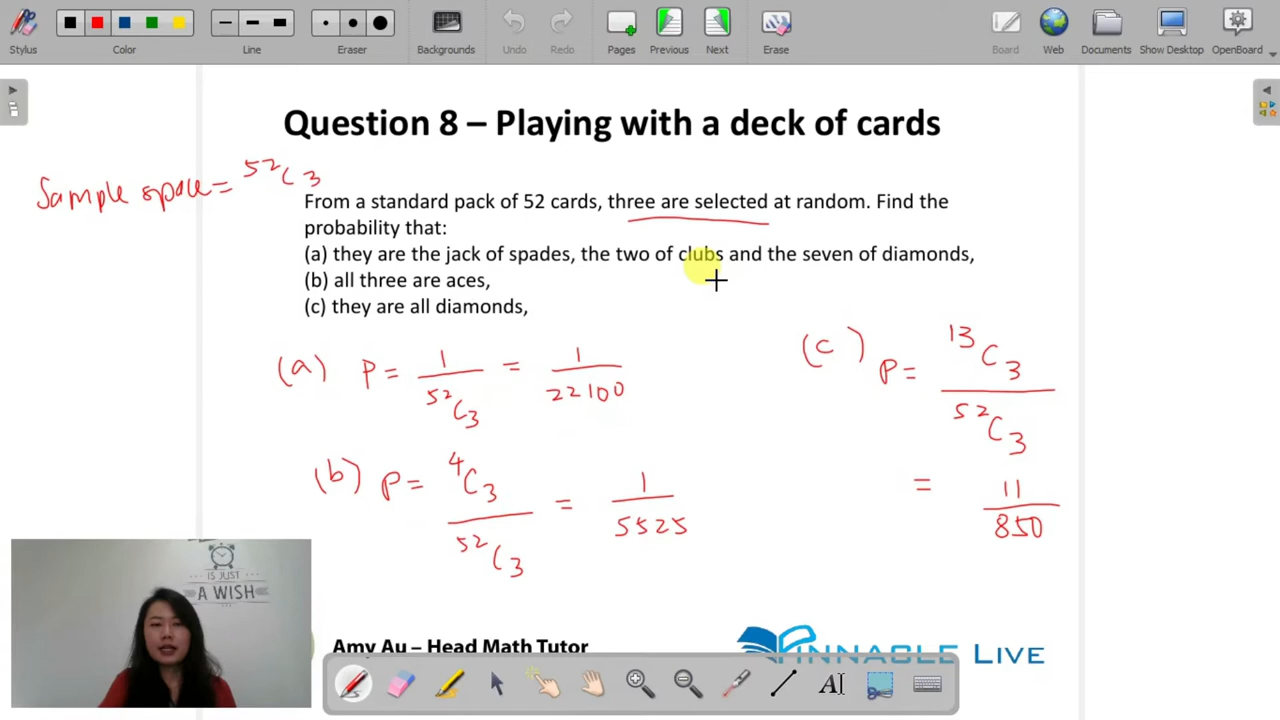 Stylus Color Line Eraser Backgrounds Undo Redo Pages Previous Next Erase Board Web Documents Show Desktop OpenBoard
Question 8 – Playing with a deck of cards
Sample space = ⁵²C₃
From a standard pack of 52 cards, three are selected at random. Find the
probability that:
(a) they are the jack of spades, the two of clubs and the seven of diamonds,
(b) all three are aces,
(c) they are all diamonds,
(a) P = 1/⁵²C₃ = 1/22100
(b) P = ⁴C₃/⁵²C₃ = 1/5525
(c) P = ¹³C₃/⁵²C₃
= 11/850
IS JUST
A WISH
Amy Au – Head Math Tutor
PINNACLE LIVE